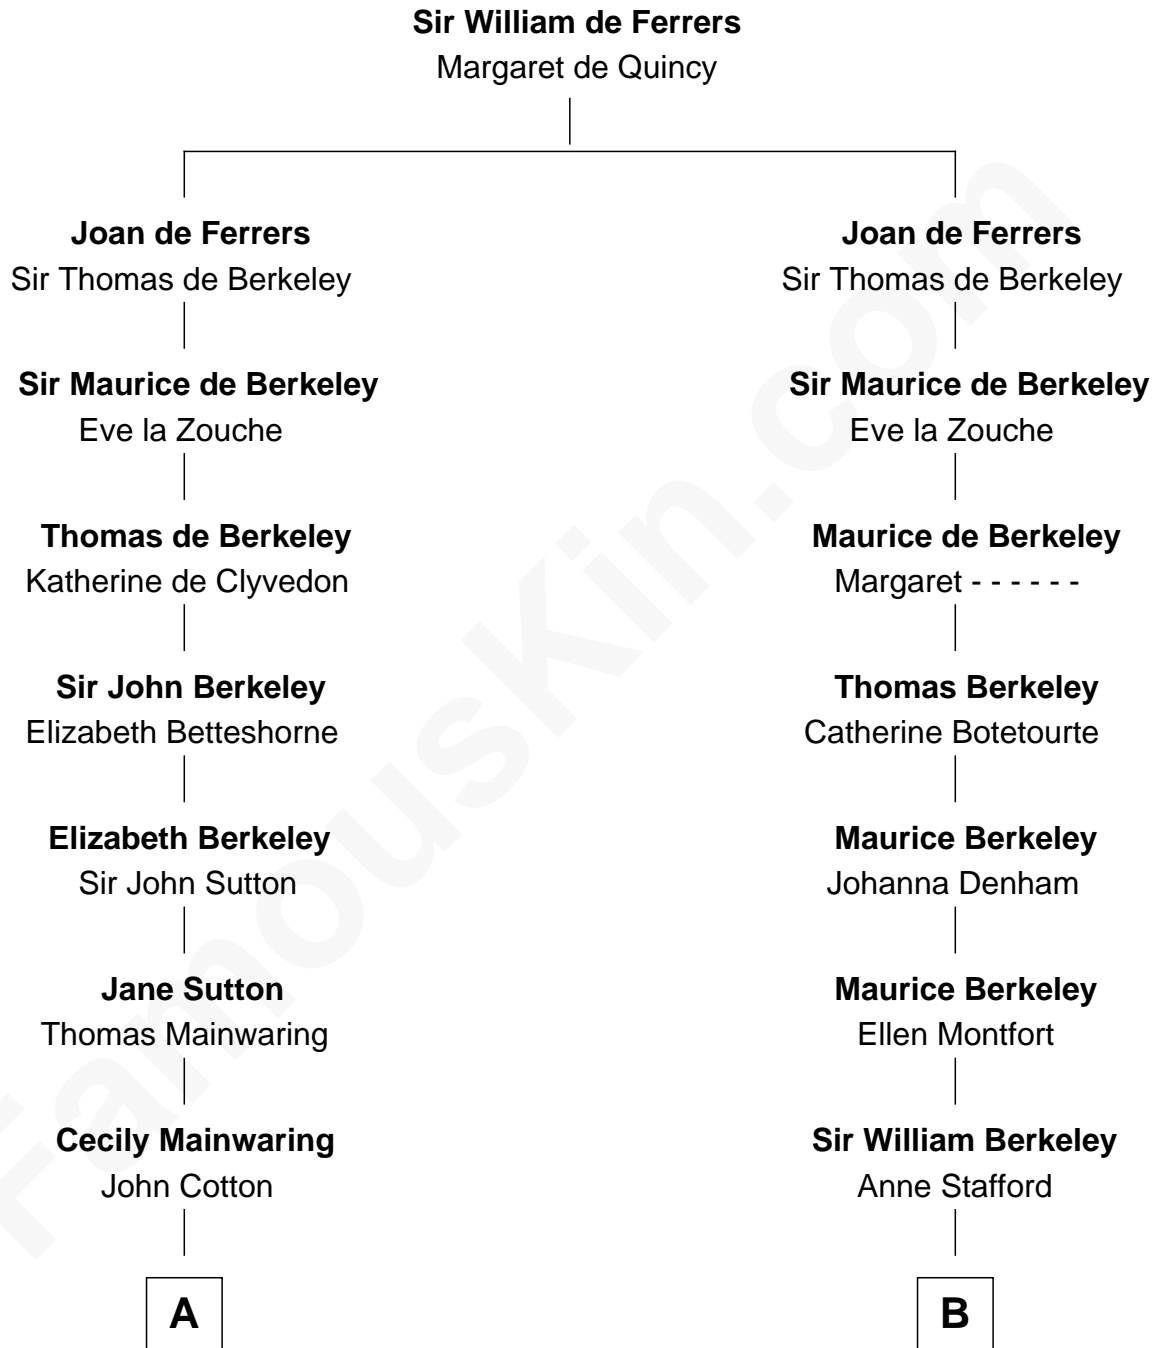 Sir William de Ferrers
Margaret de Quincy
Joan de Ferrers
Sir Thomas de Berkeley
Joan de Ferrers
Sir Thomas de Berkeley
Sir Maurice de Berkeley
Eve la Zouche
Sir Maurice de Berkeley
Eve la Zouche
Thomas de Berkeley
Katherine de Clyvedon
Maurice de Berkeley
Margaret - - - - - -
Sir John Berkeley
Elizabeth Betteshorne
Thomas Berkeley
Catherine Botetourte
Elizabeth Berkeley
Sir John Sutton
Maurice Berkeley
Johanna Denham
Jane Sutton
Thomas Mainwaring
Maurice Berkeley
Ellen Montfort
Cecily Mainwaring
John Cotton
Sir William Berkeley
Anne Stafford
A
B
FamousKin.com